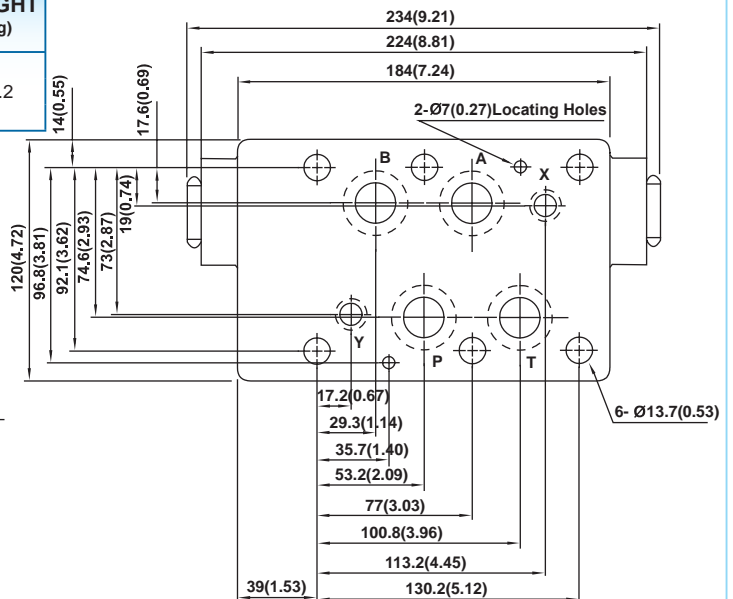 GHT
g)
.2
234(9.21)
224(8.81)
184(7.24)
2-Ø7(0.27)Locating Holes
14(0.55)
17.6(0.69)
B
A
X
19(0.74)
120(4.72)
96.8(3.81)
92.1(3.62)
74.6(2.93)
73(2.87)
Y
P
T
17.2(0.67)
29.3(1.14)
35.7(1.40)
53.2(2.09)
6- Ø13.7(0.53)
77(3.03)
100.8(3.96)
113.2(4.45)
39(1.53)
130.2(5.12)